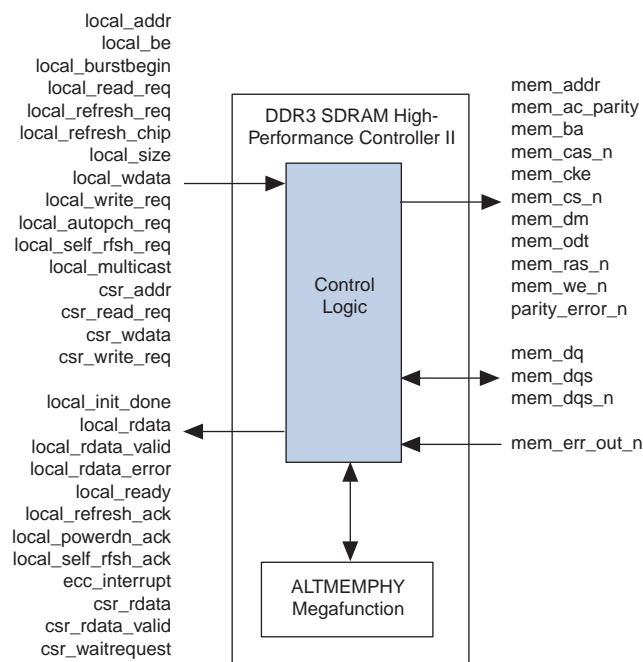 local_addr
local_be
local_burstbegin
local_read_req
local_refresh_req
local_refresh_chip
local_size
local_wdata
local_write_req
local_autopch_req
local_self_rfsh_req
local_multicast
csr_addr
csr_read_req
csr_wdata
csr_write_req
local_init_done
local_rdata
local_rdata_valid
local_rdata_error
local_ready
local_refresh_ack
local_powerdn_ack
local_self_rfsh_ack
ecc_interrupt
csr_rdata
csr_rdata_valid
csr_waitrequest
DDR3 SDRAM High-
Performance Controller II
Control
Logic
ALTMEMPHY
Megafunction
mem_addr
mem_ac_parity
mem_ba
mem_cas_n
mem_cke
mem_cs_n
mem_dm
mem_odt
mem_ras_n
mem_we_n
parity_error_n
mem_dq
mem_dqs
mem_dqs_n
mem_err_out_n